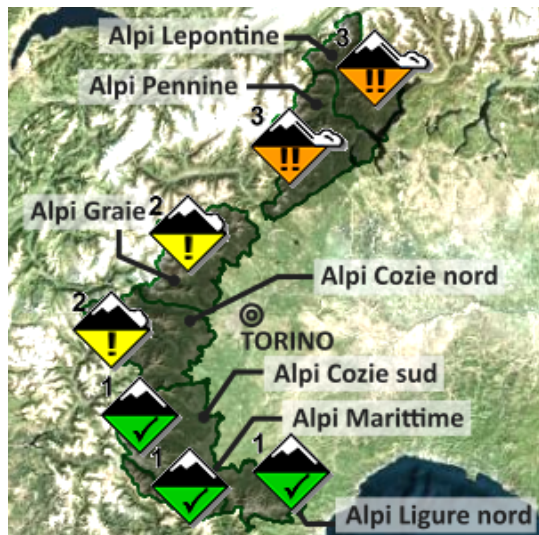 Alpi Lepontine
3
Alpi Pennine
3
!!
!!
Alpi Graie
2
!
Alpi Cozie nord
2
!
TORINO
Alpi Cozie sud
1
Alpi Marittime
1
1
Alpi Ligure nord